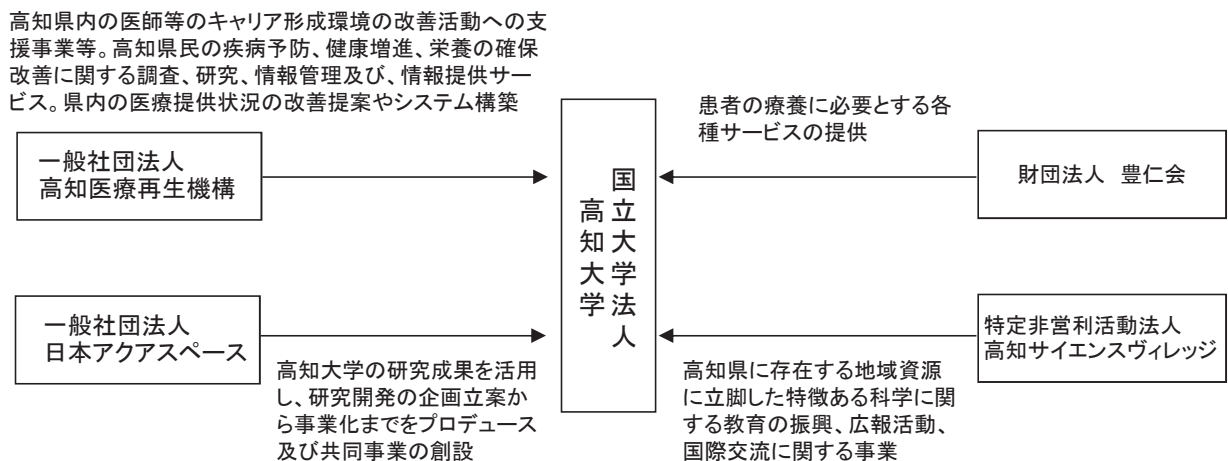 高知県内の医師等のキャリア形成環境の改善活動への支
援事業等。高知県民の疾病予防、健康増進、栄養の確保
改善に関する調査、研究、情報管理及び、情報提供サー
ビス。県内の医療提供状況の改善提案やシステム構築
一般社団法人
高知医療再生機構
国立大学法人
高知大学
患者の療養に必要とする各
種サービスの提供
財団法人　豊仁会
一般社団法人
日本アクアスペース
高知大学の研究成果を活用
し、研究開発の企画立案か
ら事業化までをプロデュース
及び共同事業の創設
特定非営利活動法人
高知サイエンスヴィレッジ
高知県に存在する地域資源
に立脚した特徴ある科学に関
する教育の振興、広報活動、
国際交流に関する事業